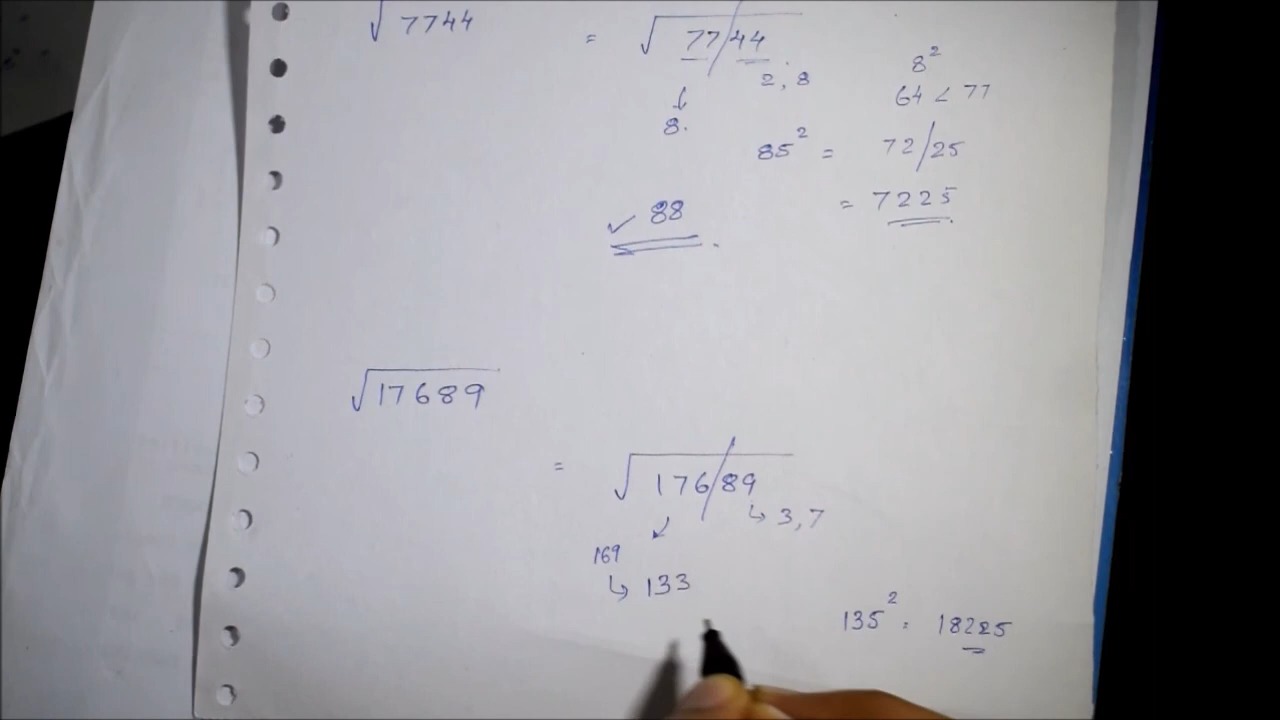 √7744 = √77/44
2, 8
↓
8.
8²
64 < 77
85² = 72/25
= 7225
✓ 88
√17689
= √176/89
↳ 3, 7
↙
169
↳ 133
135² = 18225